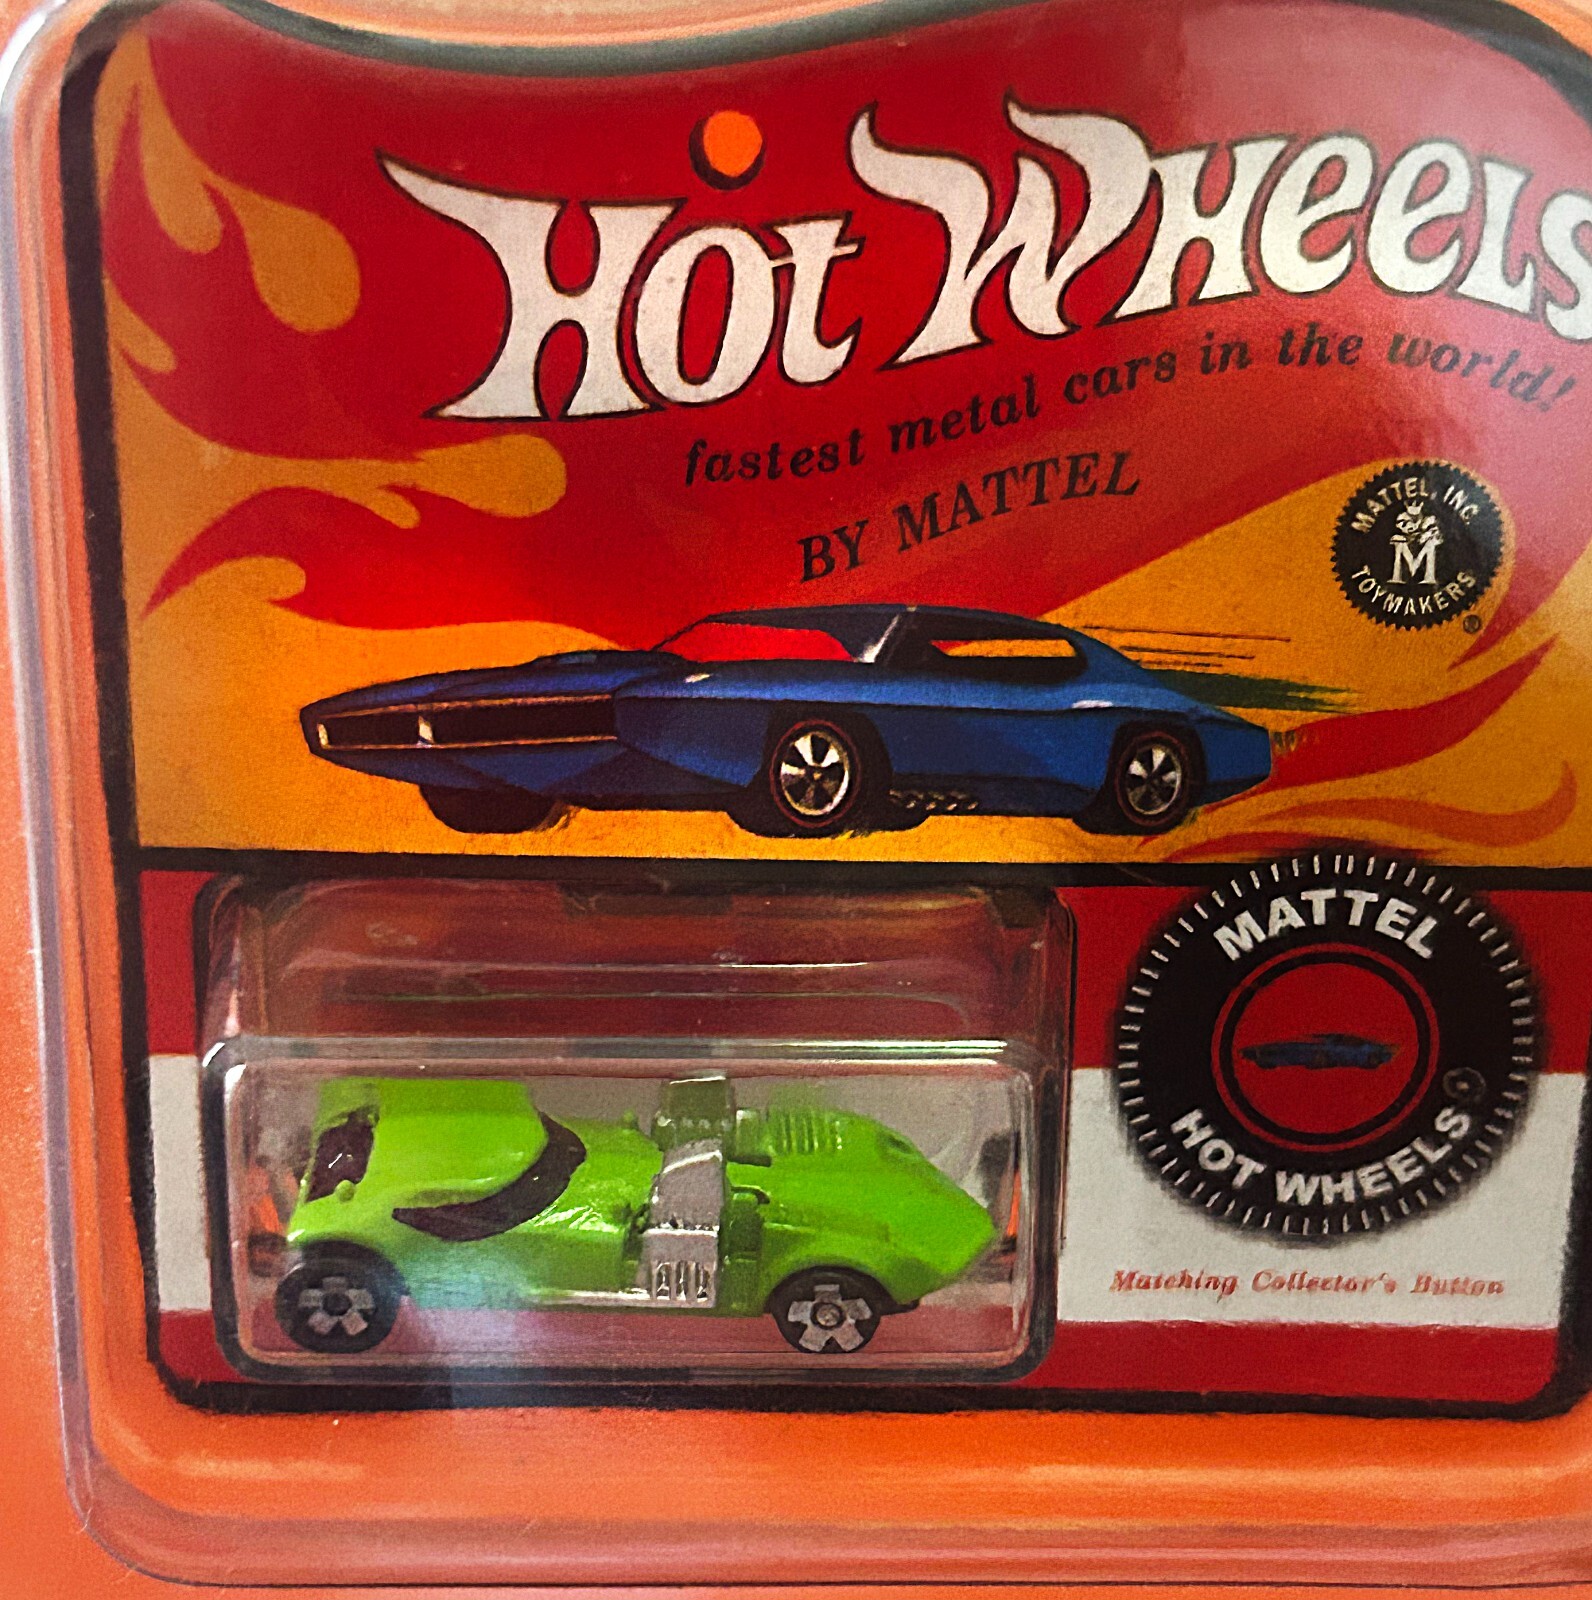 HOT WHEELS
fastest metal cars in the world!
BY MATTEL
MATTEL, INC.
M
TOYMAKERS
®
MATTEL
HOT WHEELS
Matching Collector's Button